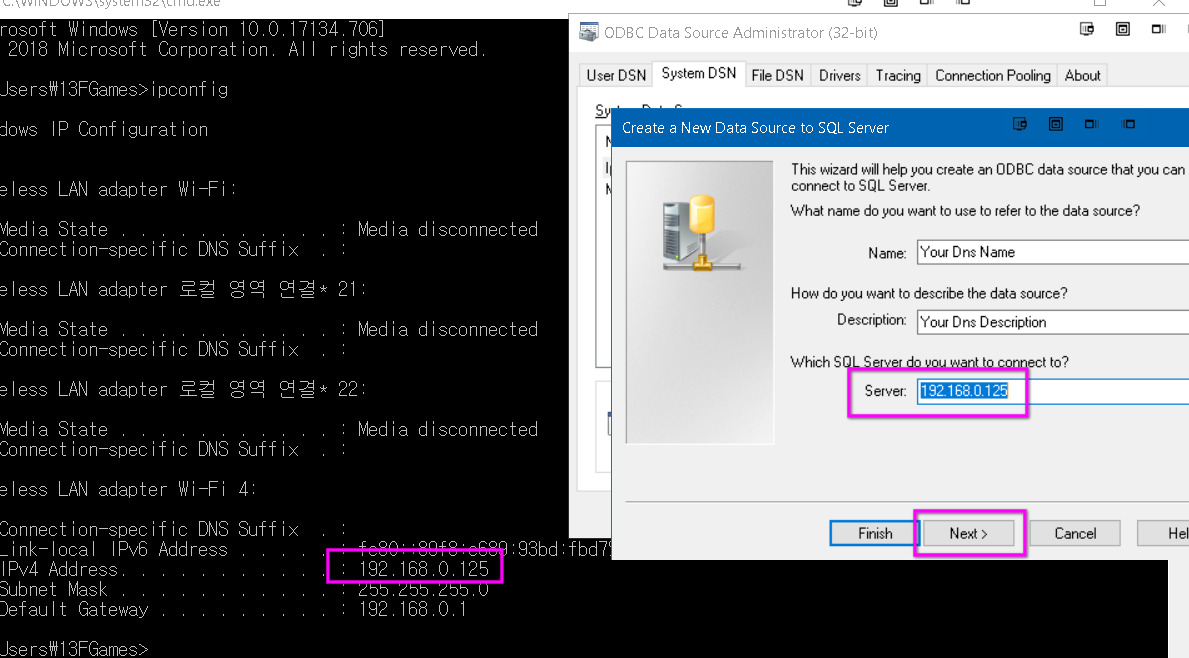 C:\WINDOWS\system32\cmd.exe
rosoft Windows [Version 10.0.17134.706]
2018 Microsoft Corporation. All rights reserved.
Users₩13FGames>ipconfig
dows IP Configuration
eless LAN adapter Wi-Fi:
Media State . . . . . . . . . . . : Media disconnected
Connection-specific DNS Suffix . :
eless LAN adapter 로컬 영역 연결* 21:
Media State . . . . . . . . . . . : Media disconnected
Connection-specific DNS Suffix . :
eless LAN adapter 로컬 영역 연결* 22:
Media State . . . . . . . . . . . : Media disconnected
Connection-specific DNS Suffix . :
eless LAN adapter Wi-Fi 4:
Connection-specific DNS Suffix . :
Link-local IPv6 Address . . . . . :
IPv4 Address. . . . . . . . . . . : 192.168.0.125
Subnet Mask . . . . . . . . . . . : 255.255.255.0
Default Gateway . . . . . . . . . : 192.168.0.1
Users₩13FGames>
ODBC Data Source Administrator (32-bit)
User DSN System DSN File DSN Drivers Tracing Connection Pooling About
Create a New Data Source to SQL Server
This wizard will help you create an ODBC data source that you can
connect to SQL Server.
What name do you want to use to refer to the data source?
Name: Your Dns Name
How do you want to describe the data source?
Description: Your Dns Description
Which SQL Server do you want to connect to?
Server: 192.168.0.125
Finish Next > Cancel Hel